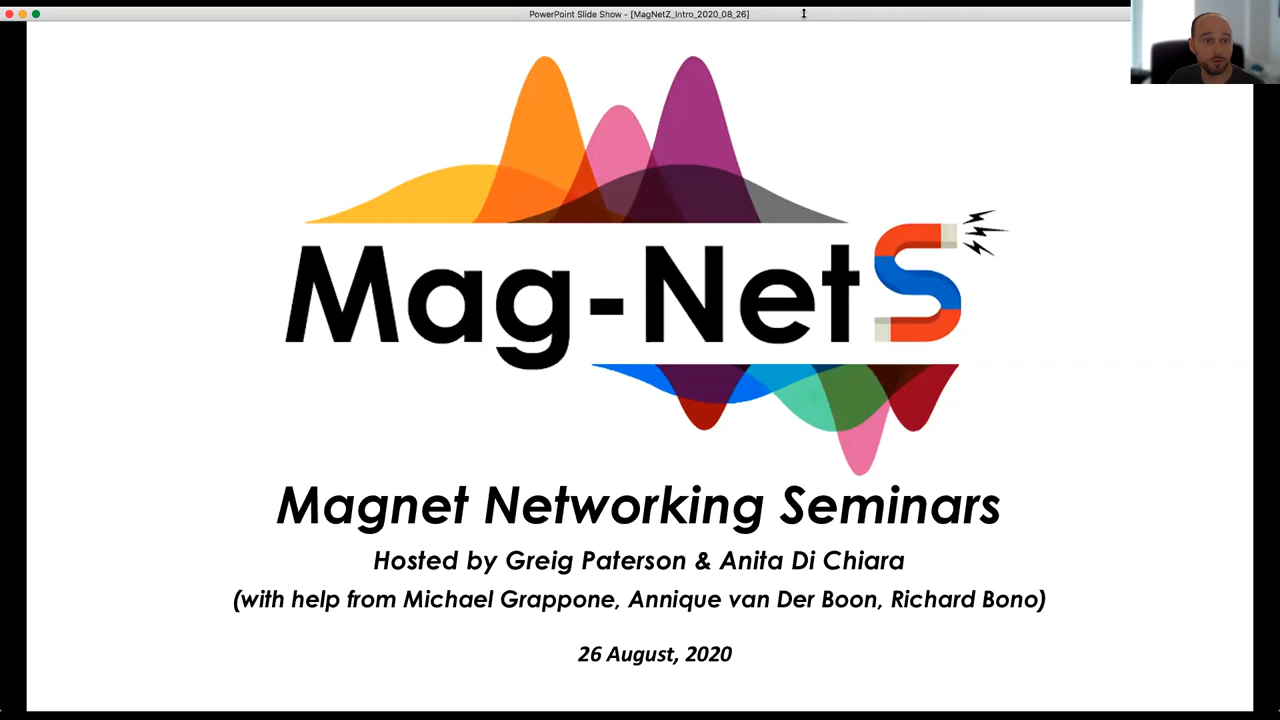 PowerPoint Slide Show - [MagNetZ_Intro_2020_08_26]
Mag-NetS
Magnet Networking Seminars
Hosted by Greig Paterson & Anita Di Chiara
(with help from Michael Grappone, Annique van Der Boon, Richard Bono)
26 August, 2020